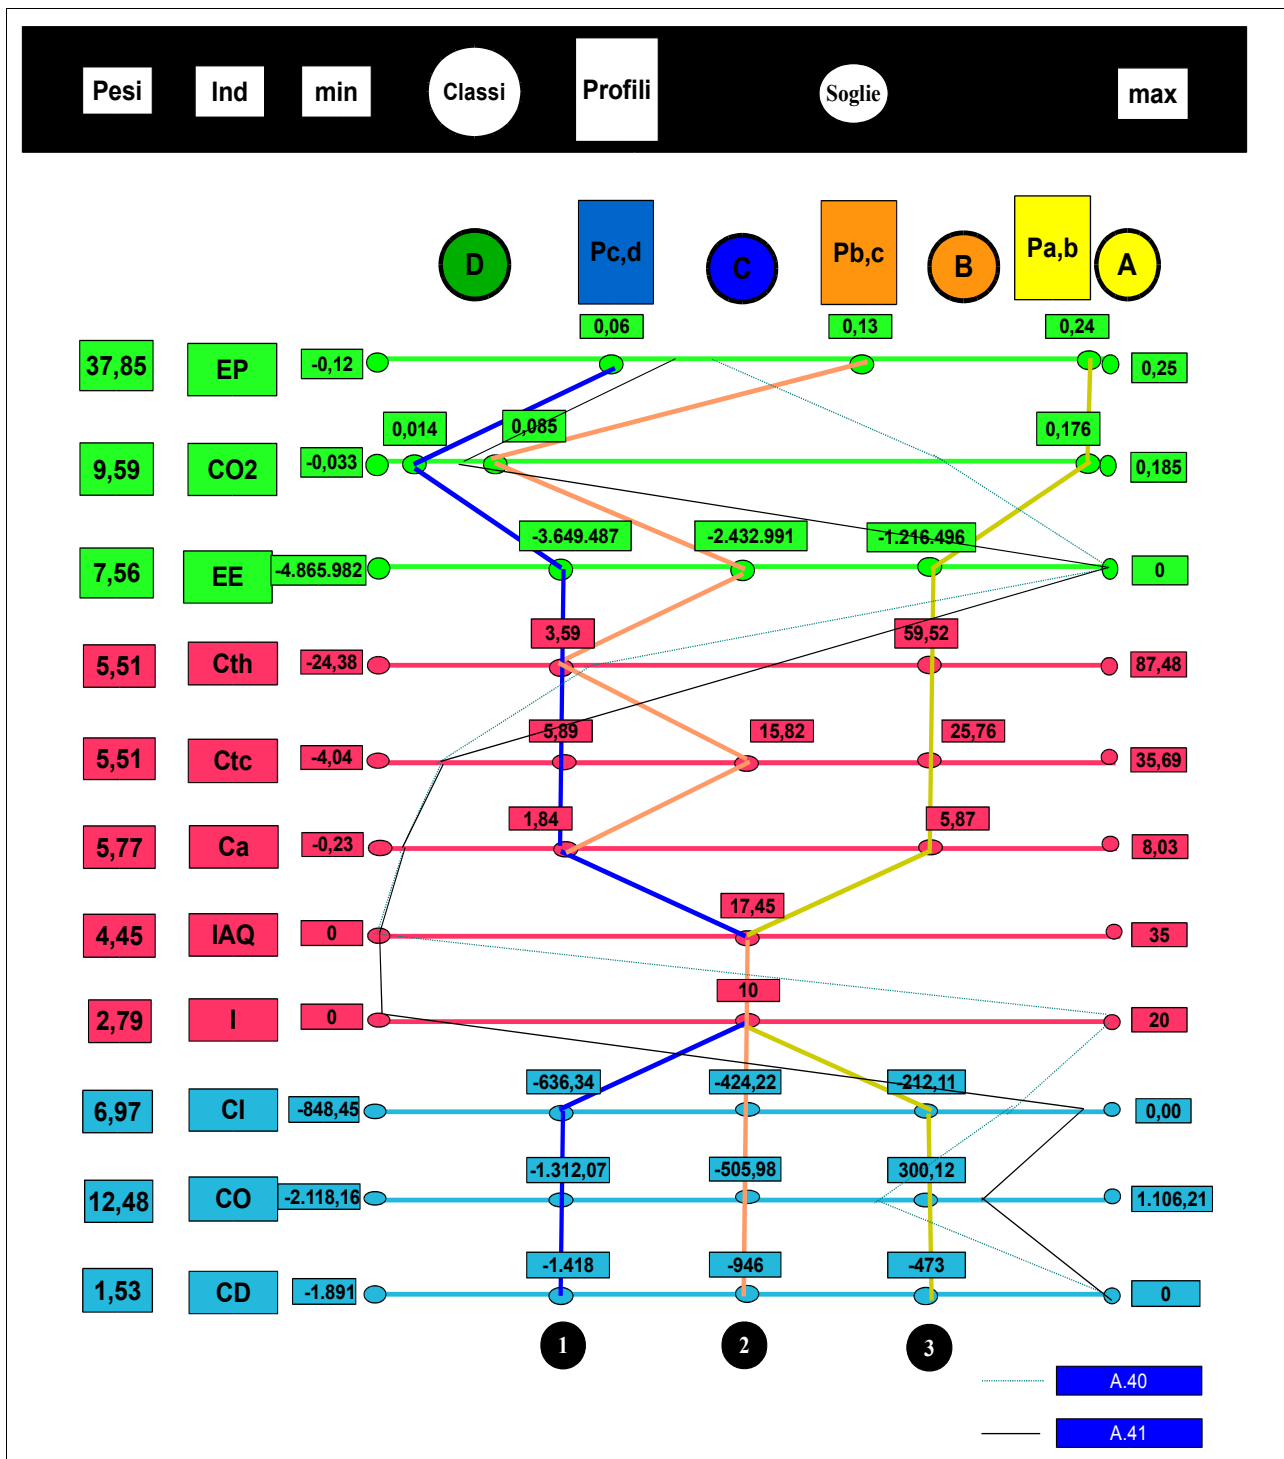 Pesi Ind min Classi Profili Soglie max
D Pc,d C Pb,c B Pa,b A
0,06 0,13 0,24
37,85 EP -0,12 0,25
0,014 0,085 0,176
9,59 CO2 -0,033 0,185
-3.649.487 -2.432.991 -1.216.496
7,56 EE -4.865.982 0
3,59 59,52
5,51 Cth -24,38 87,48
5,89 15,82 25,76
5,51 Ctc -4,04 35,69
1,84 5,87
5,77 Ca -0,23 8,03
17,45
4,45 IAQ 0 35
10
2,79 I 0 20
-636,34 -424,22 -212,11
6,97 CI -848,45 0,00
-1.312,07 -505,98 300,12
12,48 CO -2.118,16 1.106,21
-1.418 -946 -473
1,53 CD -1.891 0
1 2 3
A.40
A.41